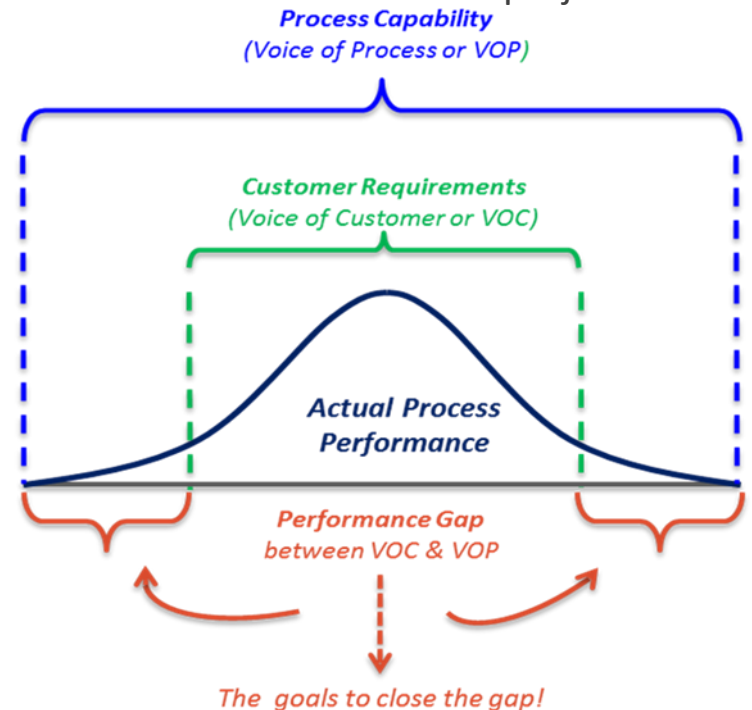 Process Capability
(Voice of Process or VOP)
Customer Requirements
(Voice of Customer or VOC)
Actual Process
Performance
Performance Gap
between VOC & VOP
The goals to close the gap!